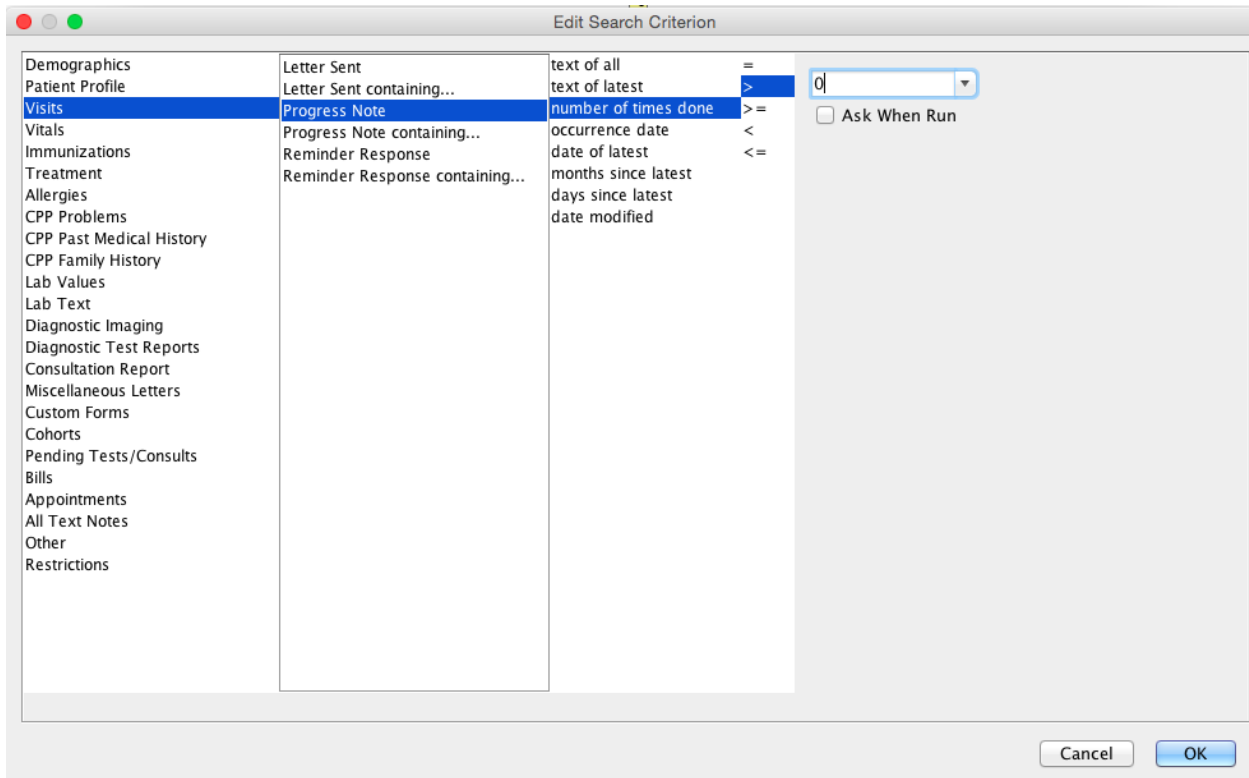 Edit Search Criterion
Demographics
Patient Profile
Visits
Vitals
Immunizations
Treatment
Allergies
CPP Problems
CPP Past Medical History
CPP Family History
Lab Values
Lab Text
Diagnostic Imaging
Diagnostic Test Reports
Consultation Report
Miscellaneous Letters
Custom Forms
Cohorts
Pending Tests/Consults
Bills
Appointments
All Text Notes
Other
Restrictions
Letter Sent
Letter Sent containing...
Progress Note
Progress Note containing...
Reminder Response
Reminder Response containing...
text of all
text of latest
number of times done
occurrence date
date of latest
months since latest
days since latest
date modified
=
>
>=
<
<=
0
Ask When Run
Cancel
OK